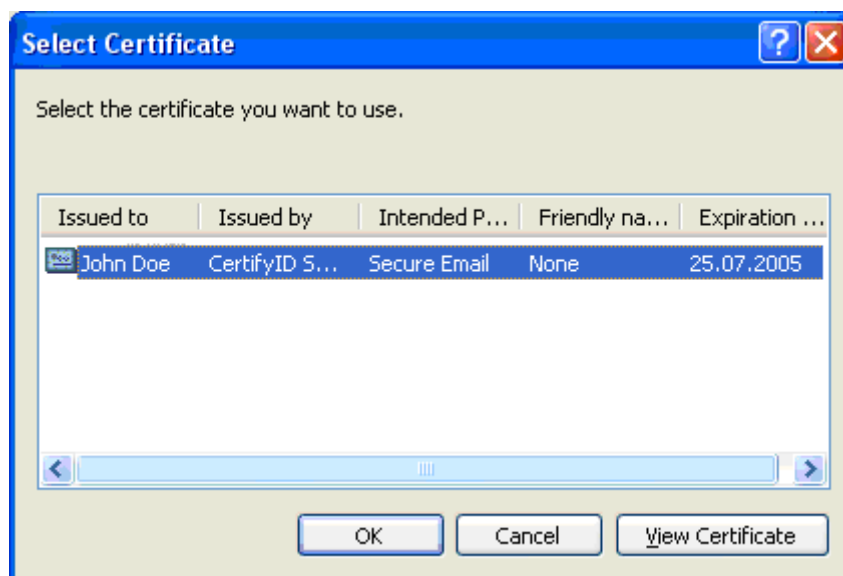 Select Certificate
Select the certificate you want to use.
Issued to Issued by Intended P... Friendly na... Expiration ...
John Doe CertifyID S... Secure Email None 25.07.2005
OK Cancel View Certificate